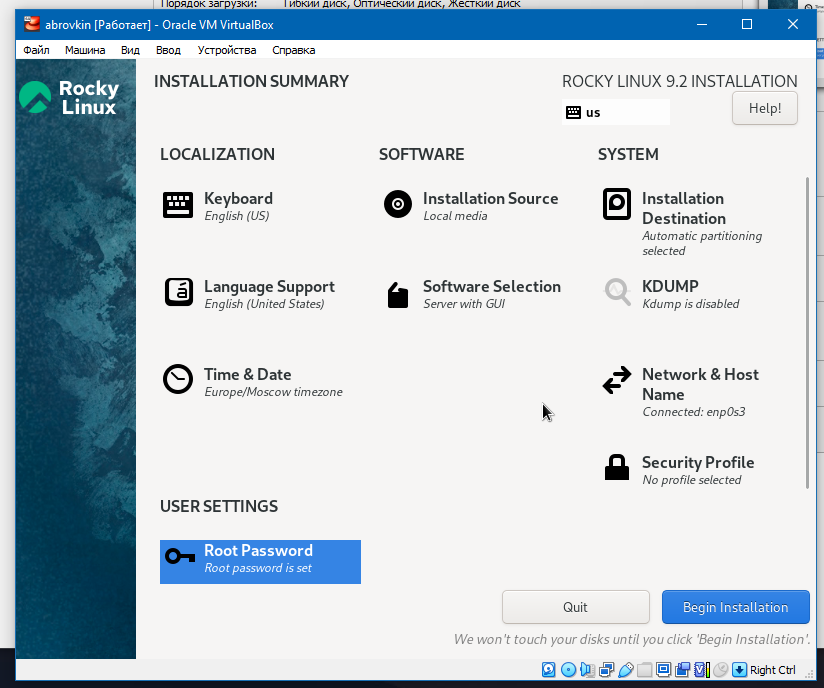 Порядок загрузки: Гибкий диск, Оптический диск, Жёсткий диск
abrovkin [Работает] - Oracle VM VirtualBox
Файл Машина Вид Ввод Устройства Справка
Rocky
Linux
INSTALLATION SUMMARY
ROCKY LINUX 9.2 INSTALLATION
us
Help!
LOCALIZATION
Keyboard
English (US)
Language Support
English (United States)
Time & Date
Europe/Moscow timezone
SOFTWARE
Installation Source
Local media
Software Selection
Server with GUI
SYSTEM
Installation
Destination
Automatic partitioning
selected
KDUMP
Kdump is disabled
Network & Host
Name
Connected: enp0s3
Security Profile
No profile selected
USER SETTINGS
Root Password
Root password is set
Quit
Begin Installation
We won't touch your disks until you click 'Begin Installation'.
Right Ctrl